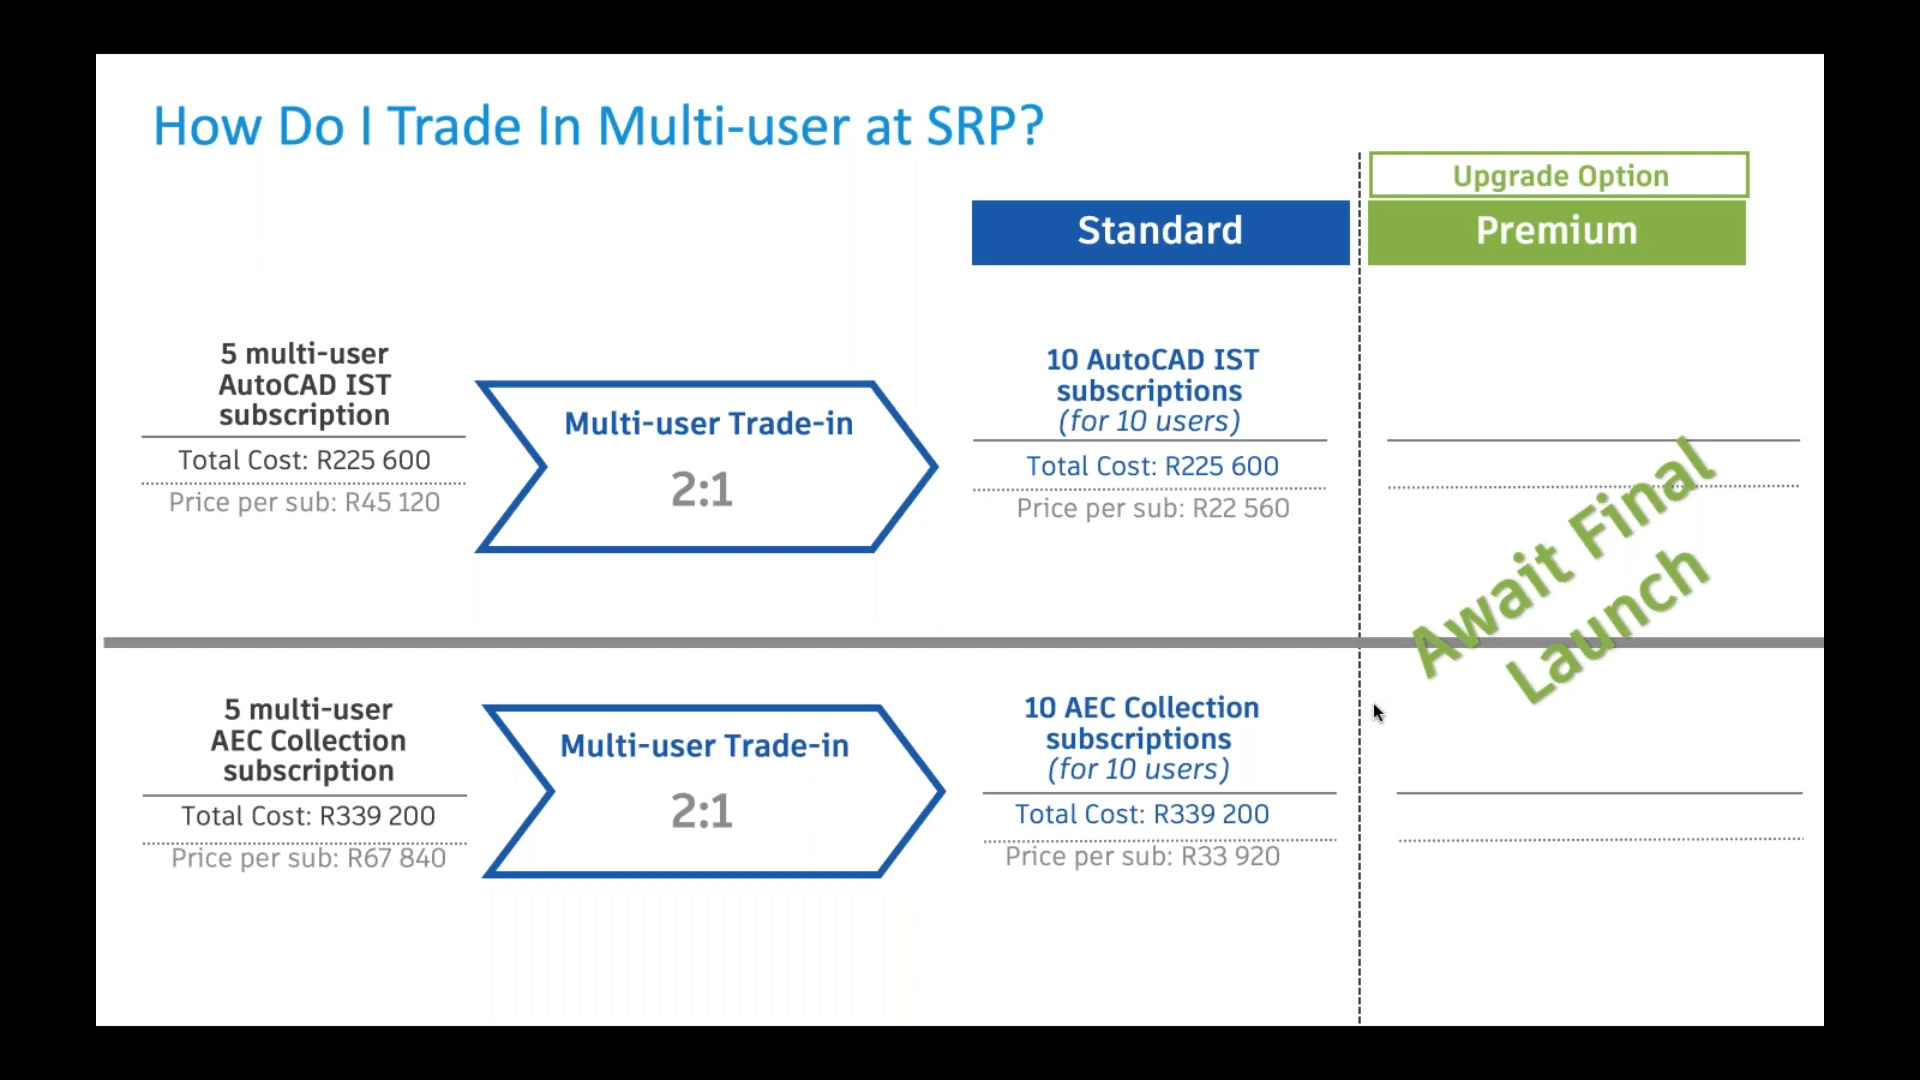 How Do I Trade In Multi-user at SRP?
Upgrade Option
Standard
Premium
5 multi-user
AutoCAD IST
subscription
Total Cost: R225 600
Price per sub: R45 120
Multi-user Trade-in
2:1
10 AutoCAD IST
subscriptions
(for 10 users)
Total Cost: R225 600
Price per sub: R22 560
Await Final
Launch
5 multi-user
AEC Collection
subscription
Total Cost: R339 200
Price per sub: R67 840
Multi-user Trade-in
2:1
10 AEC Collection
subscriptions
(for 10 users)
Total Cost: R339 200
Price per sub: R33 920